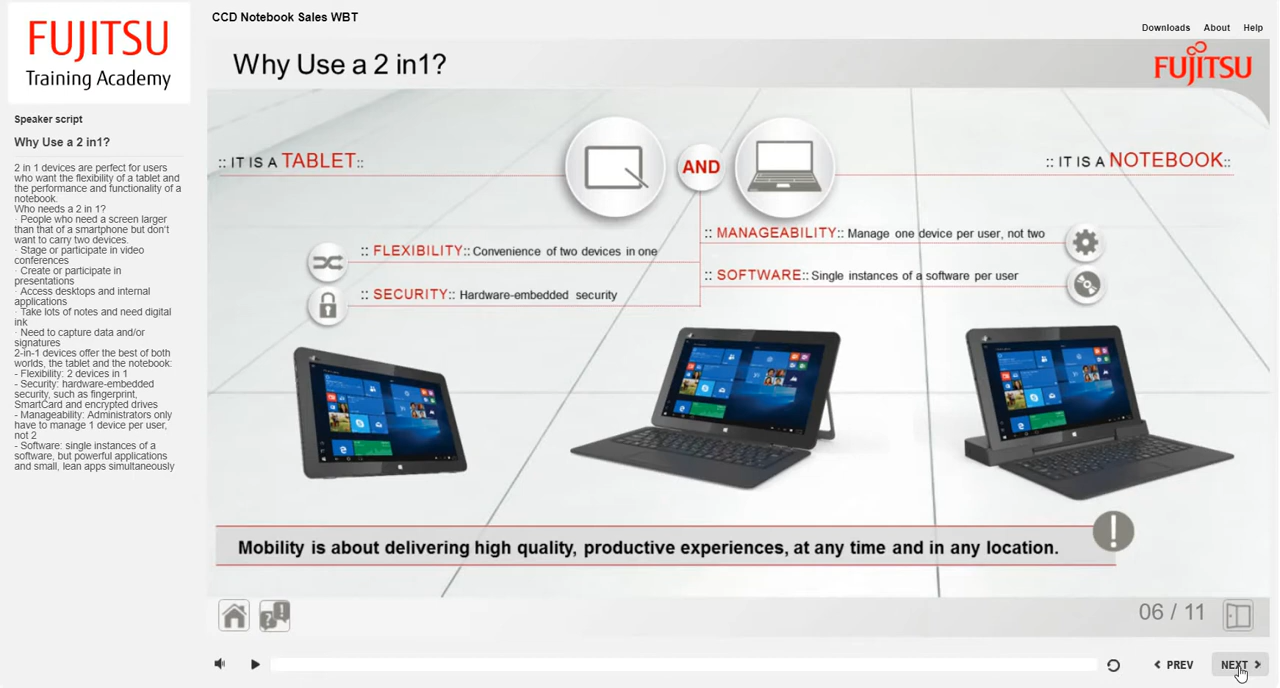 FUJITSU
Training Academy
CCD Notebook Sales WBT
Downloads About Help
Speaker script
Why Use a 2 in1?
2 in 1 devices are perfect for users
who want the flexibility of a tablet and
the performance and functionality of a
notebook.
Who needs a 2 in 1?
· People who need a screen larger
than that of a smartphone but don't
want to carry two devices.
· Stage or participate in video
conferences
· Create or participate in
presentations
· Access desktops and internal
applications
· Take lots of notes and need digital
ink
· Need to capture data and/or
signatures
2-in-1 devices offer the best of both
worlds, the tablet and the notebook:
- Flexibility: 2 devices in 1
- Security: hardware-embedded
security, such as fingerprint,
SmartCard and encrypted drives
- Manageability: Administrators only
have to manage 1 device per user,
not 2
- Software: single instances of a
software, but powerful applications
and small, lean apps simultaneously
Why Use a 2 in1?
FUJITSU
:: IT IS A TABLET::
AND
:: IT IS A NOTEBOOK::
:: FLEXIBILITY:: Convenience of two devices in one
:: SECURITY:: Hardware-embedded security
:: MANAGEABILITY:: Manage one device per user, not two
:: SOFTWARE:: Single instances of a software per user
Mobility is about delivering high quality, productive experiences, at any time and in any location.
!
06 / 11
PREV
NEXT